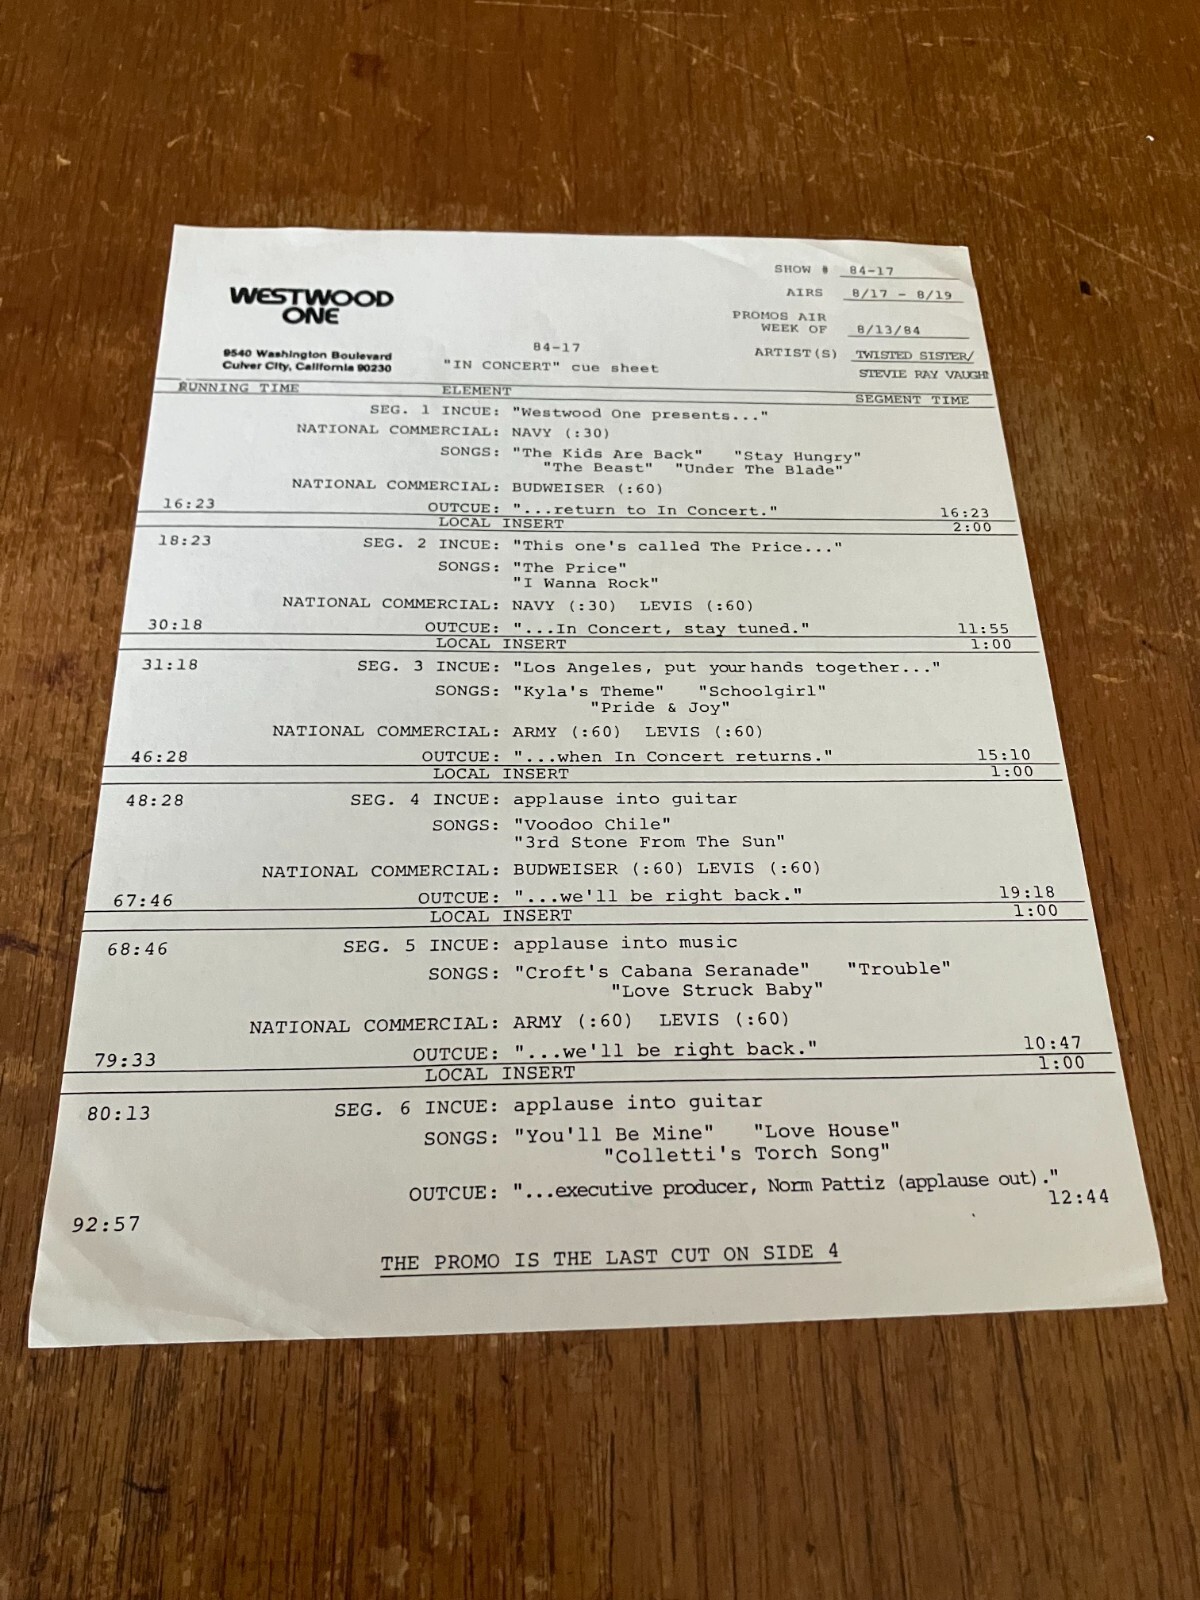 SHOW # 84-17
WESTWOOD
ONE
AIRS 8/17 - 8/19
PROMOS AIR
WEEK OF 8/13/84
9540 Washington Boulevard
Culver City, California 90230
84-17
"IN CONCERT" cue sheet
ARTIST(S) TWISTED SISTER/
STEVIE RAY VAUGHN
RUNNING TIME ELEMENT SEGMENT TIME
SEG. 1 INCUE: "Westwood One presents..."
NATIONAL COMMERCIAL: NAVY (:30)
SONGS: "The Kids Are Back" "Stay Hungry"
"The Beast" "Under The Blade"
NATIONAL COMMERCIAL: BUDWEISER (:60)
16:23 OUTCUE: "...return to In Concert." 16:23
LOCAL INSERT 2:00
18:23 SEG. 2 INCUE: "This one's called The Price..."
SONGS: "The Price"
"I Wanna Rock"
NATIONAL COMMERCIAL: NAVY (:30) LEVIS (:60)
30:18 OUTCUE: "...In Concert, stay tuned." 11:55
LOCAL INSERT 1:00
31:18 SEG. 3 INCUE: "Los Angeles, put your hands together..."
SONGS: "Kyla's Theme" "Schoolgirl"
"Pride & Joy"
NATIONAL COMMERCIAL: ARMY (:60) LEVIS (:60)
46:28 OUTCUE: "...when In Concert returns." 15:10
LOCAL INSERT 1:00
48:28 SEG. 4 INCUE: applause into guitar
SONGS: "Voodoo Chile"
"3rd Stone From The Sun"
NATIONAL COMMERCIAL: BUDWEISER (:60) LEVIS (:60)
67:46 OUTCUE: "...we'll be right back." 19:18
LOCAL INSERT 1:00
68:46 SEG. 5 INCUE: applause into music
SONGS: "Croft's Cabana Seranade" "Trouble"
"Love Struck Baby"
NATIONAL COMMERCIAL: ARMY (:60) LEVIS (:60)
79:33 OUTCUE: "...we'll be right back." 10:47
LOCAL INSERT 1:00
80:13 SEG. 6 INCUE: applause into guitar
SONGS: "You'll Be Mine" "Love House"
"Colletti's Torch Song"
OUTCUE: "...executive producer, Norm Pattiz (applause out)."
92:57 12:44
THE PROMO IS THE LAST CUT ON SIDE 4